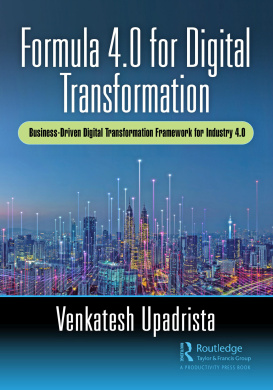 Formula 4.0 for Digital
Transformation
Business-Driven Digital Transformation Framework for Industry 4.0
Venkatesh Upadrista
Routledge
Taylor & Francis Group
A PRODUCTIVITY PRESS BOOK